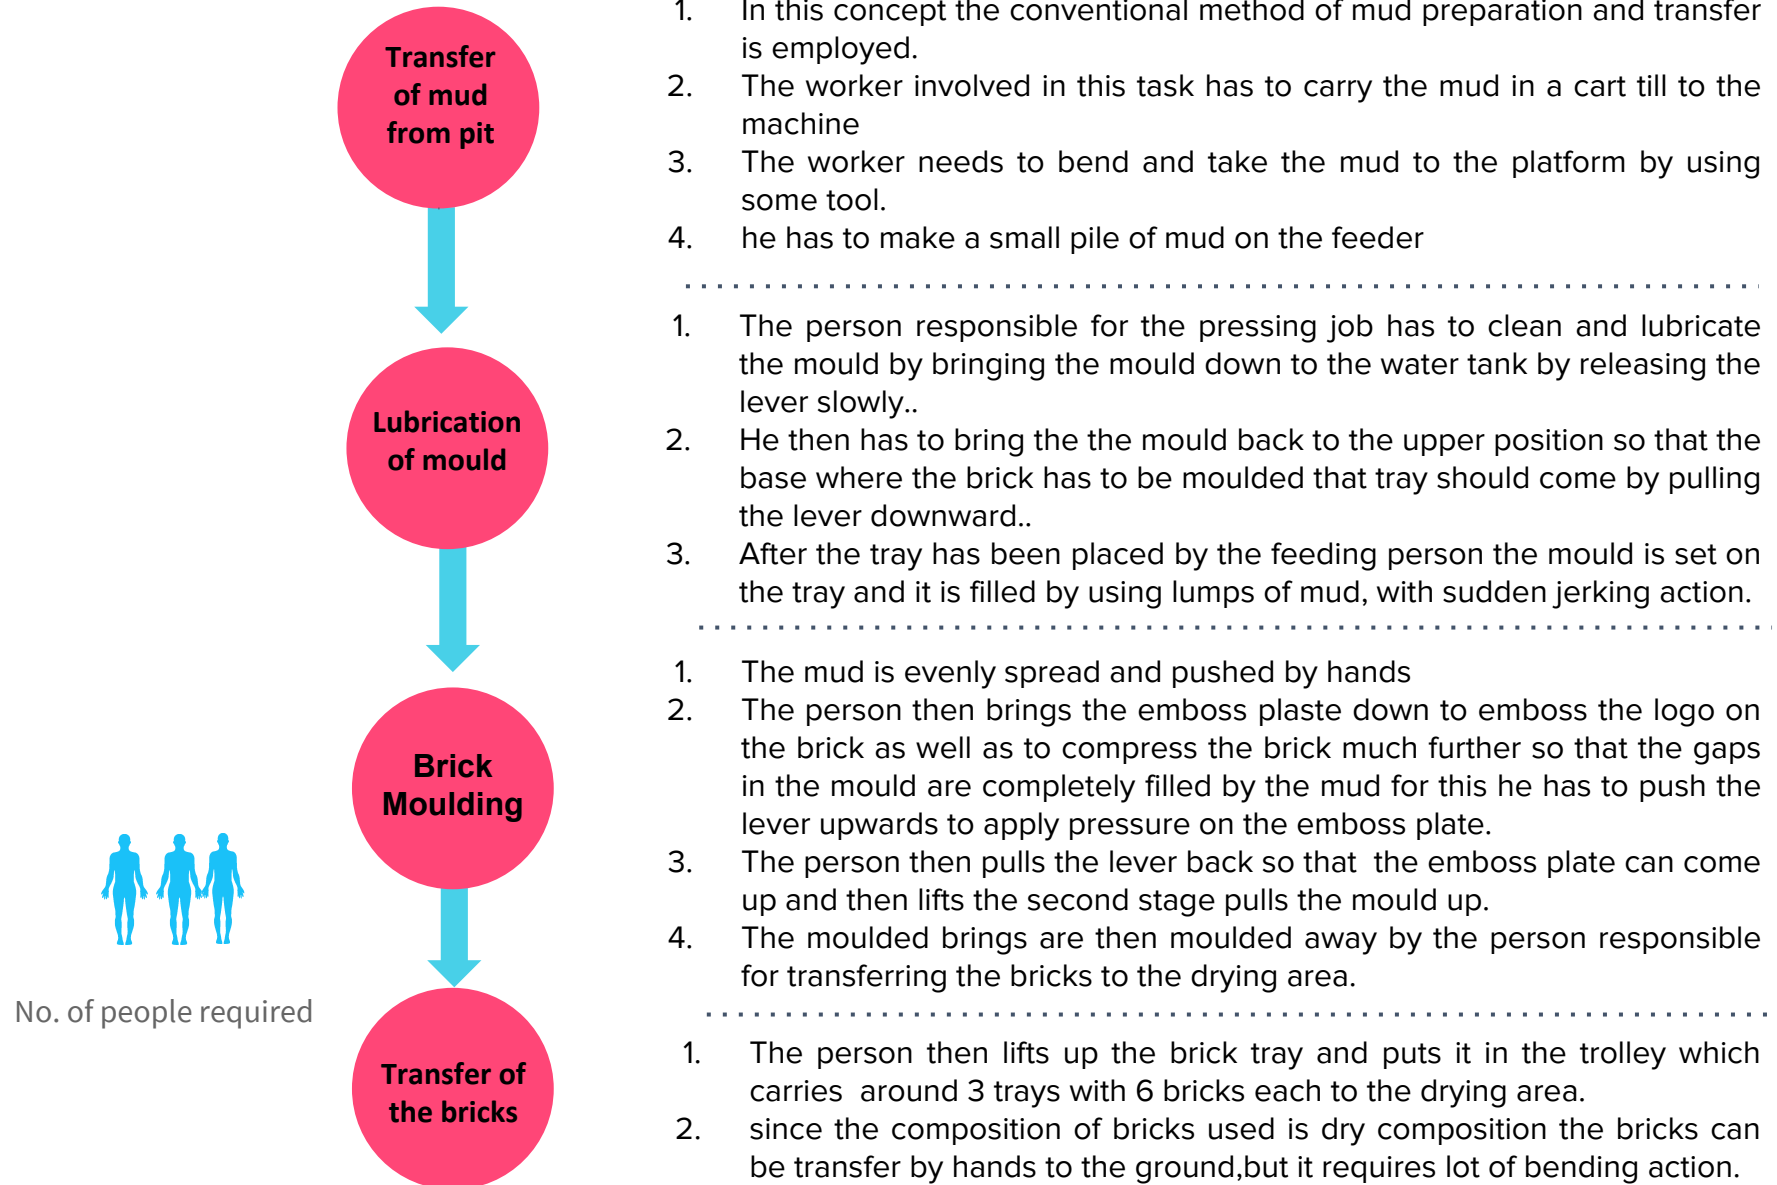 Transfer
of mud
from pit
1. In this concept the conventional method of mud preparation and transfer
is employed.
2. The worker involved in this task has to carry the mud in a cart till to the
machine
3. The worker needs to bend and take the mud to the platform by using
some tool.
4. he has to make a small pile of mud on the feeder
Lubrication
of mould
1. The person responsible for the pressing job has to clean and lubricate
the mould by bringing the mould down to the water tank by releasing the
lever slowly..
2. He then has to bring the the mould back to the upper position so that the
base where the brick has to be moulded that tray should come by pulling
the lever downward..
3. After the tray has been placed by the feeding person the mould is set on
the tray and it is filled by using lumps of mud, with sudden jerking action.
Brick
Moulding
1. The mud is evenly spread and pushed by hands
2. The person then brings the emboss plaste down to emboss the logo on
the brick as well as to compress the brick much further so that the gaps
in the mould are completely filled by the mud for this he has to push the
lever upwards to apply pressure on the emboss plate.
3. The person then pulls the lever back so that the emboss plate can come
up and then lifts the second stage pulls the mould up.
4. The moulded brings are then moulded away by the person responsible
for transferring the bricks to the drying area.
No. of people required
Transfer of
the bricks
1. The person then lifts up the brick tray and puts it in the trolley which
carries around 3 trays with 6 bricks each to the drying area.
2. since the composition of bricks used is dry composition the bricks can
be transfer by hands to the ground,but it requires lot of bending action.